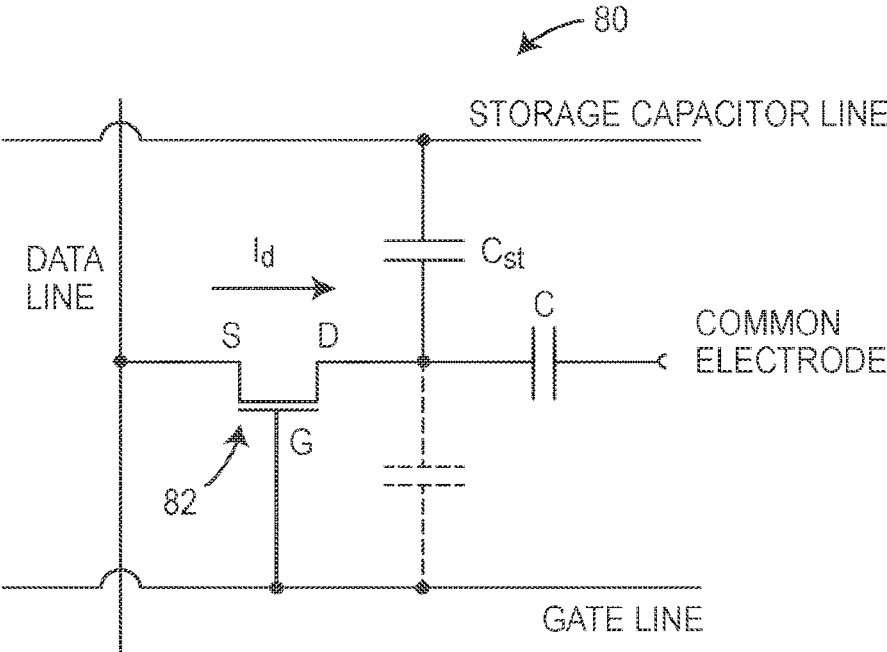 80
STORAGE CAPACITOR LINE
DATA
LINE
Id
Cst
C
S
D
COMMON
ELECTRODE
G
82
GATE LINE